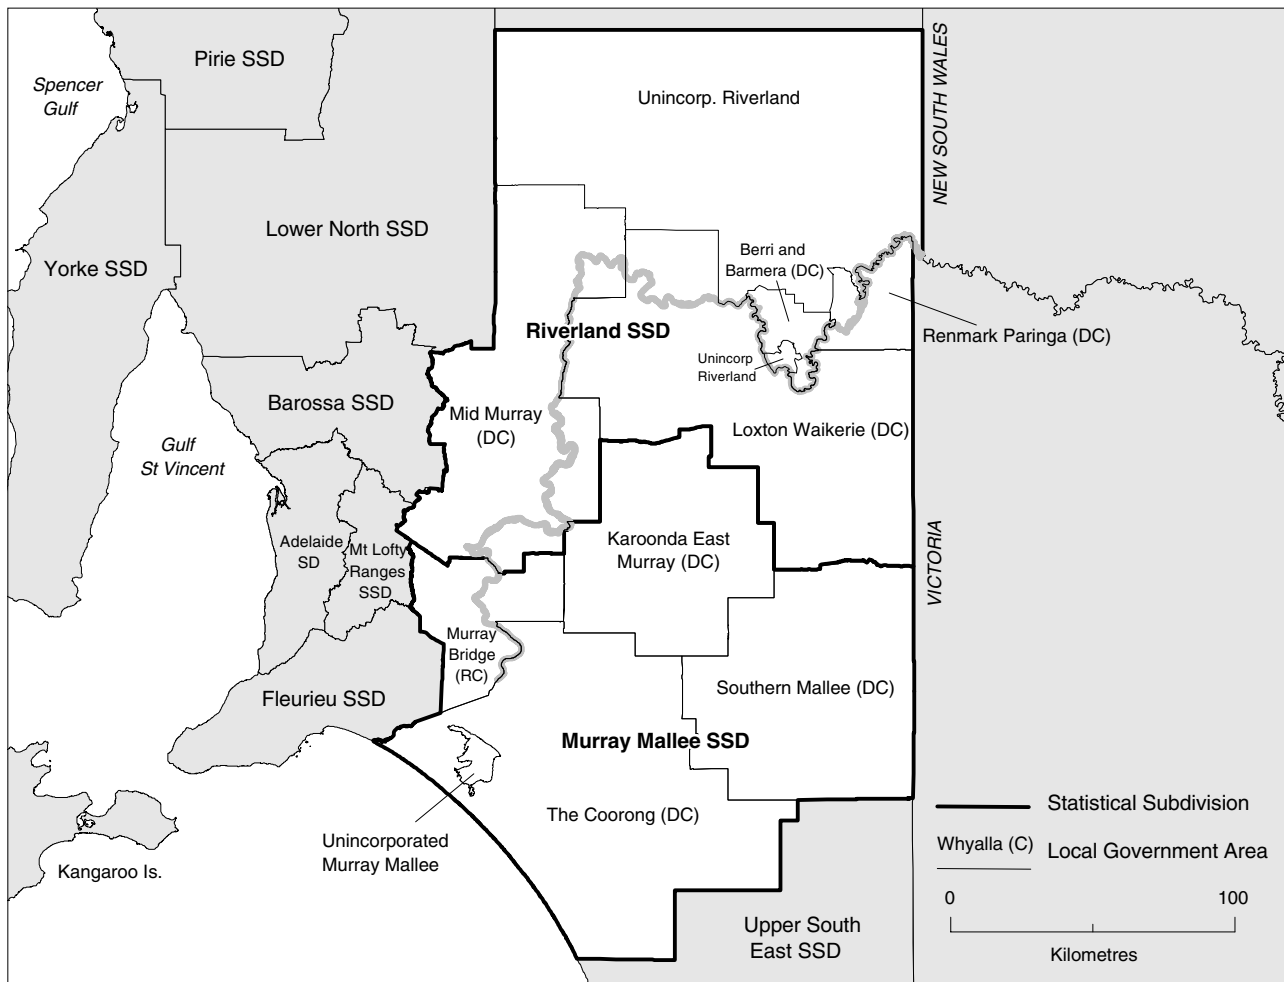 Pirie SSD
Spencer
Gulf
Unincorp. Riverland
NEW SOUTH WALES
Lower North SSD
Yorke SSD
Berri and
Barmera (DC)
Riverland SSD
Renmark Paringa (DC)
Unincorp
Riverland
Barossa SSD
Mid Murray
(DC)
Loxton Waikerie (DC)
Gulf
St Vincent
Adelaide
SD
Mt Lofty
Ranges
SSD
Karoonda East
Murray (DC)
VICTORIA
Murray
Bridge
(RC)
Fleurieu SSD
Southern Mallee (DC)
Murray Mallee SSD
The Coorong (DC)
Unincorporated
Murray Mallee
Kangaroo Is.
Upper South
East SSD
Statistical Subdivision
Whyalla (C)
Local Government Area
0
100
Kilometres